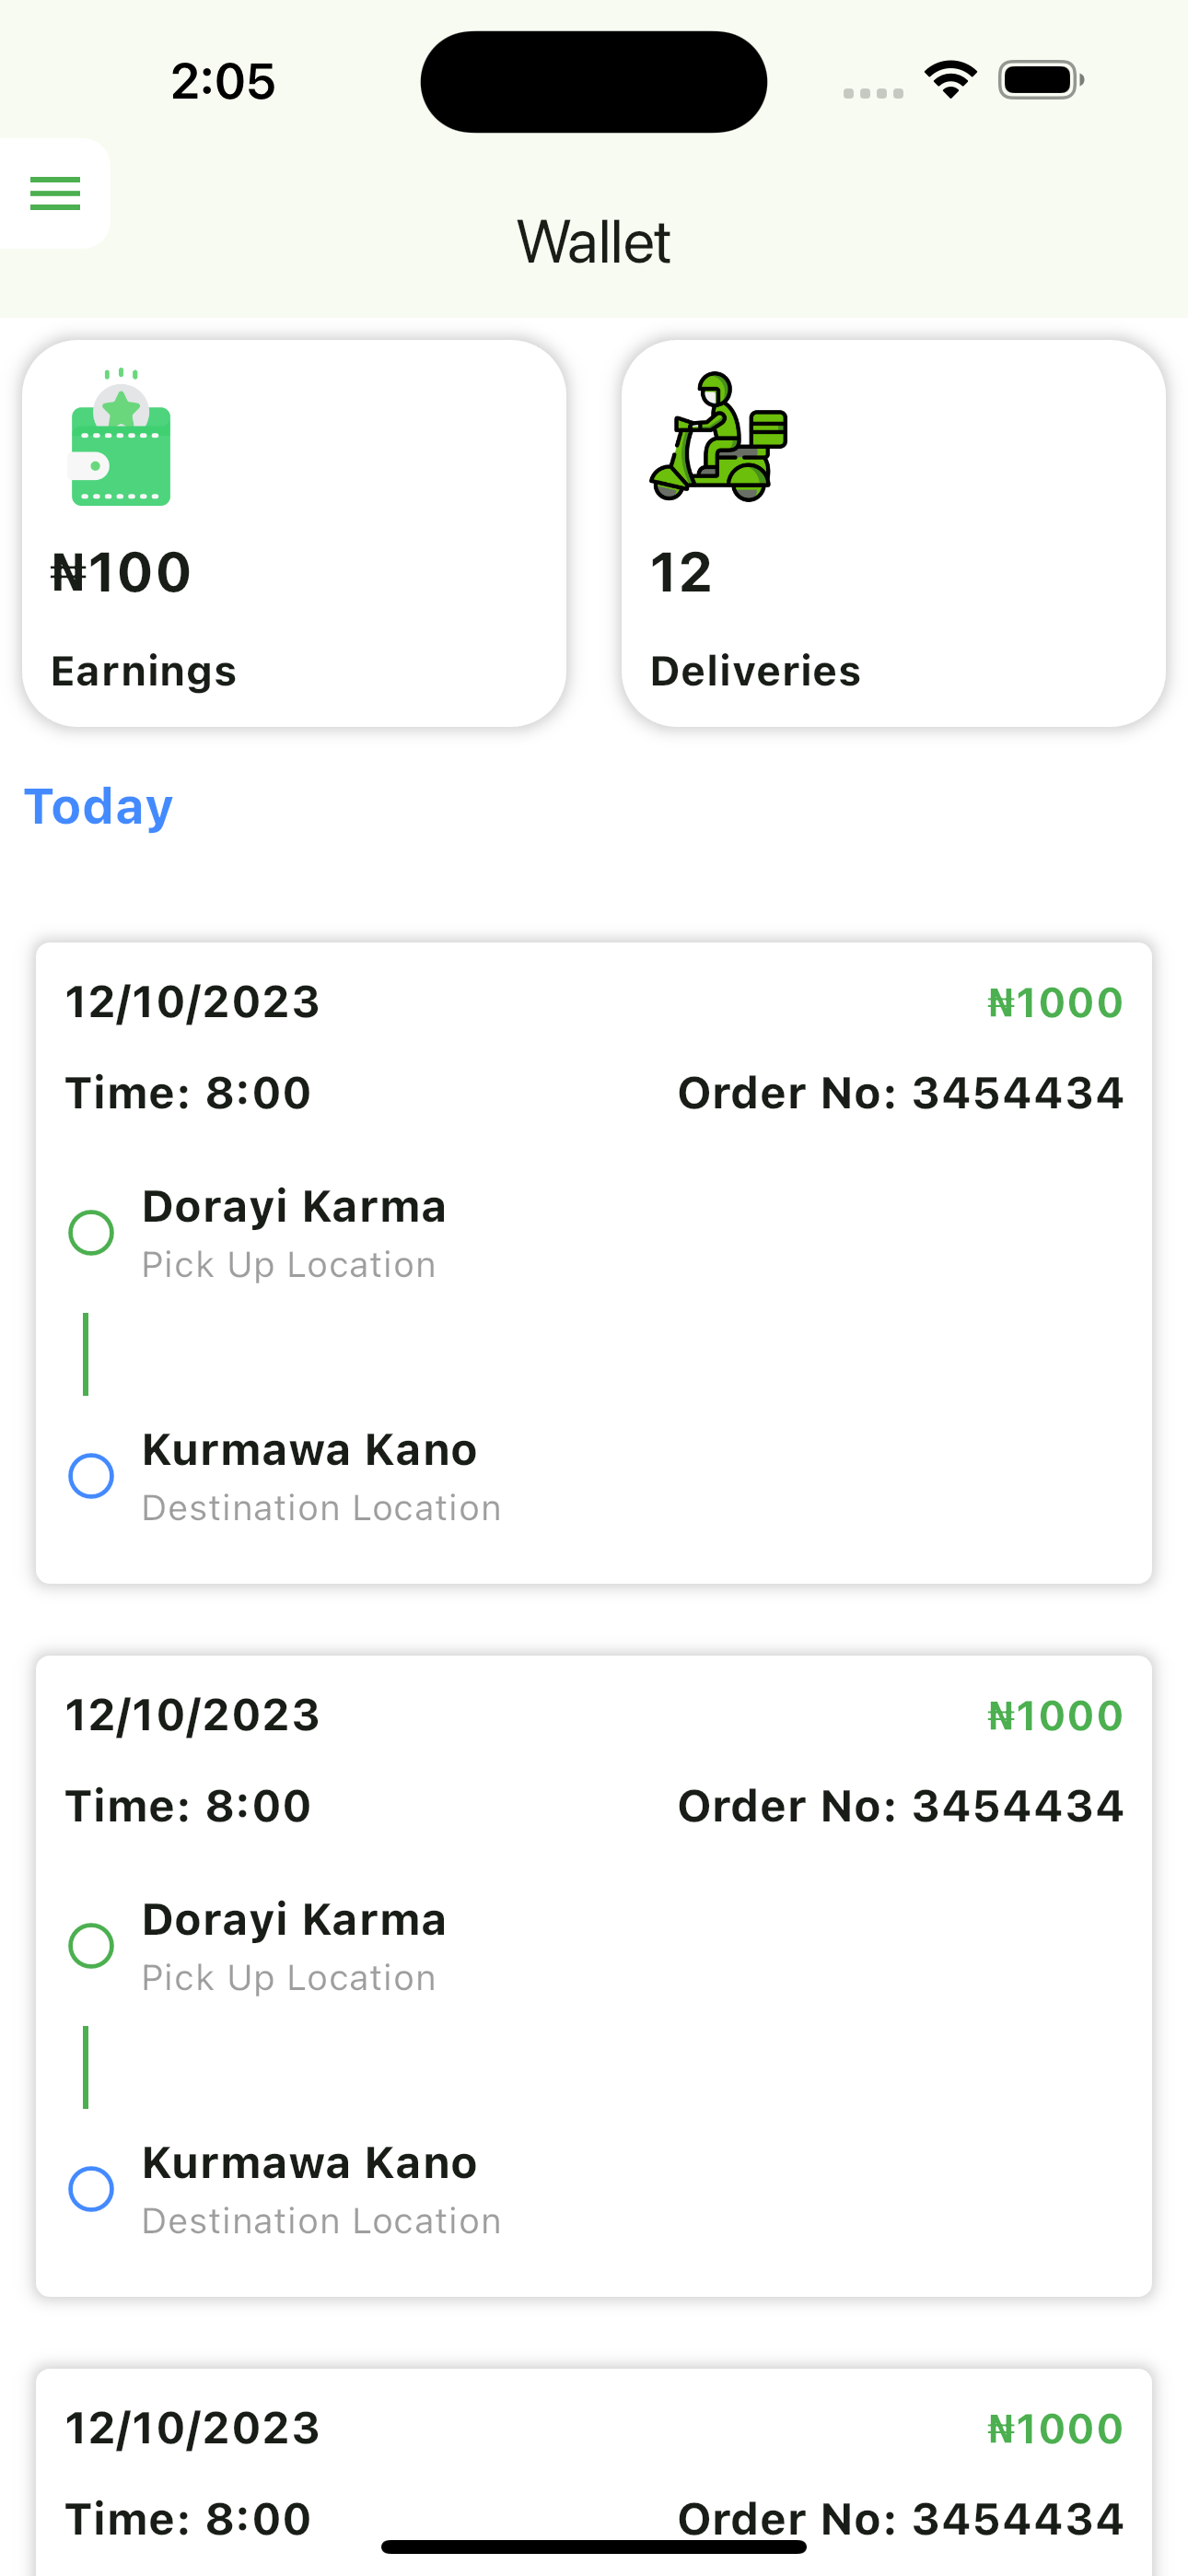 2:05
Wallet
₦100
Earnings
12
Deliveries
Today
12/10/2023
₦1000
Time: 8:00
Order No: 3454434
Dorayi Karma
Pick Up Location
Kurmawa Kano
Destination Location
12/10/2023
₦1000
Time: 8:00
Order No: 3454434
Dorayi Karma
Pick Up Location
Kurmawa Kano
Destination Location
12/10/2023
₦1000
Time: 8:00
Order No: 3454434